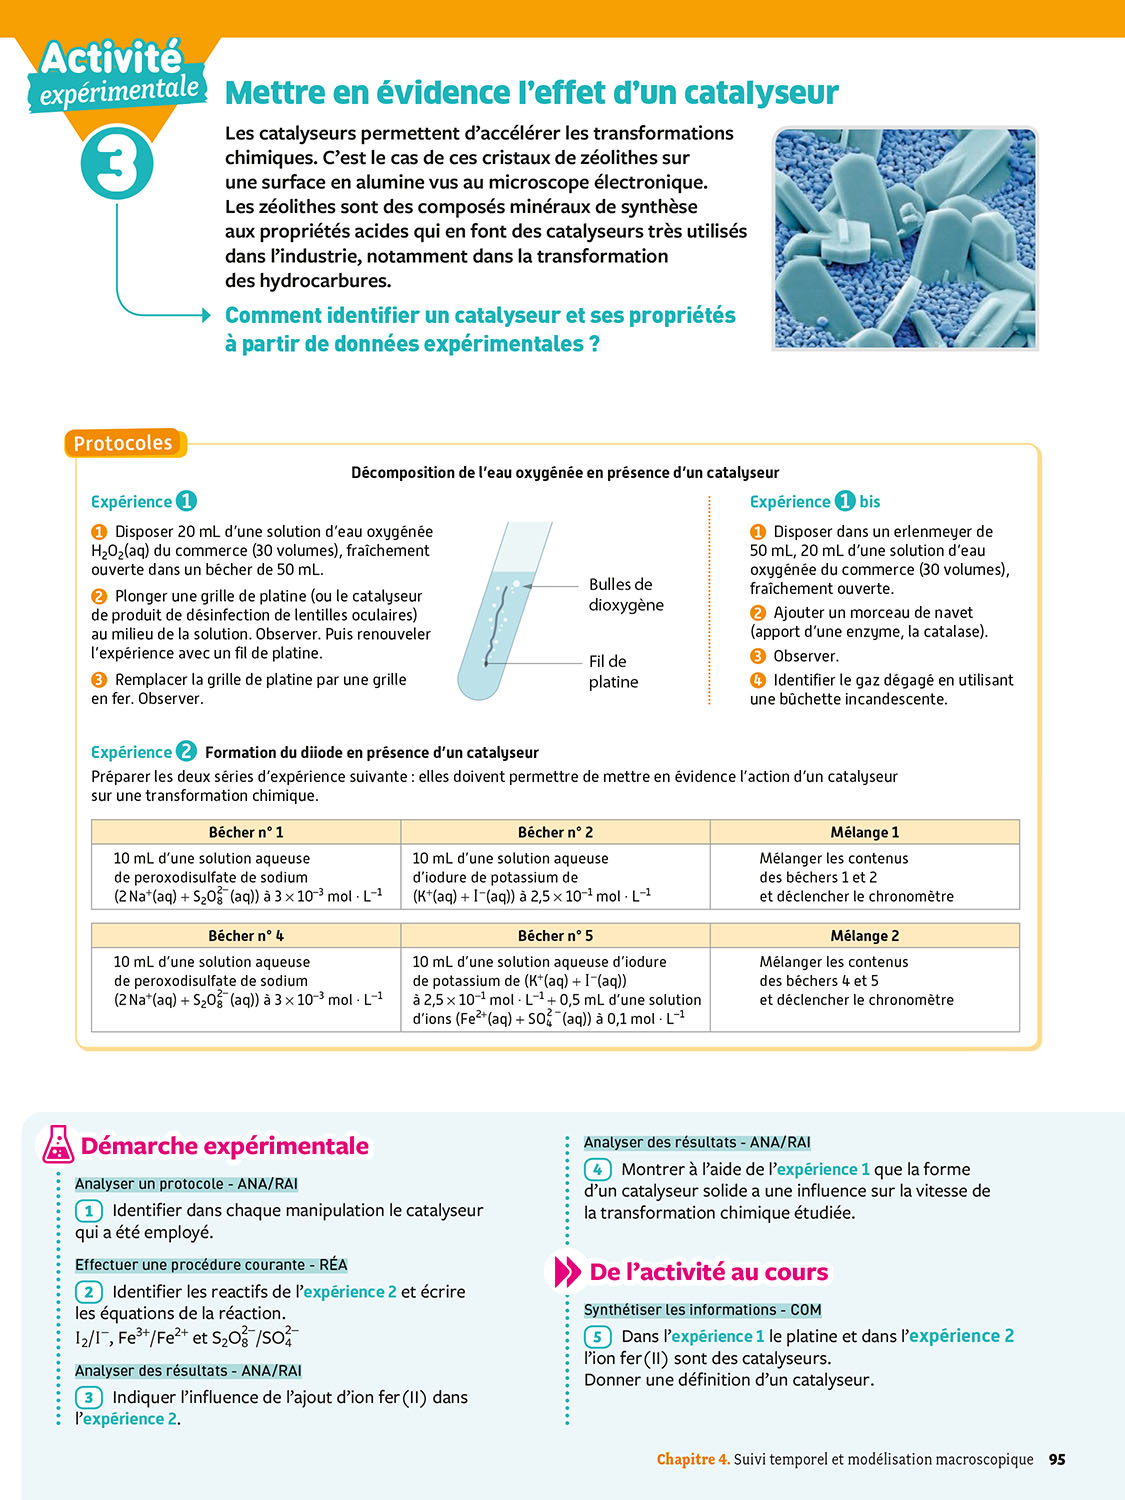 Activité
expérimentale
3
Mettre en évidence l'effet d'un catalyseur
Les catalyseurs permettent d'accélérer les transformations
chimiques. C'est le cas de ces cristaux de zéolithes sur
une surface en alumine vus au microscope électronique.
Les zéolithes sont des composés minéraux de synthèse
aux propriétés acides qui en font des catalyseurs très utilisés
dans l'industrie, notamment dans la transformation
des hydrocarbures.
Comment identifier un catalyseur et ses propriétés
à partir de données expérimentales ?
Protocoles
Décomposition de l'eau oxygénée en présence d'un catalyseur
Expérience 1
1 Disposer 20 mL d'une solution d'eau oxygénée
H₂O₂(aq) du commerce (30 volumes), fraîchement
ouverte dans un bécher de 50 mL.
2 Plonger une grille de platine (ou le catalyseur
de produit de désinfection de lentilles oculaires)
au milieu de la solution. Observer. Puis renouveler
l'expérience avec un fil de platine.
3 Remplacer la grille de platine par une grille
en fer. Observer.
Bulles de
dioxygène
Fil de
platine
Expérience 1 bis
1 Disposer dans un erlenmeyer de
50 mL, 20 mL d'une solution d'eau
oxygénée du commerce (30 volumes),
fraîchement ouverte.
2 Ajouter un morceau de navet
(apport d'une enzyme, la catalase).
3 Observer.
4 Identifier le gaz dégagé en utilisant
une bûchette incandescente.
Expérience 2 Formation du diiode en présence d'un catalyseur
Préparer les deux séries d'expérience suivante : elles doivent permettre de mettre en évidence l'action d'un catalyseur
sur une transformation chimique.
Bécher n° 1
10 mL d'une solution aqueuse
de peroxodisulfate de sodium
(2 Na⁺(aq) + S₂O₈²⁻(aq)) à 3 × 10⁻³ mol · L⁻¹
Bécher n° 2
10 mL d'une solution aqueuse
d'iodure de potassium de
(K⁺(aq) + I⁻(aq)) à 2,5 × 10⁻¹ mol · L⁻¹
Mélange 1
Mélanger les contenus
des béchers 1 et 2
et déclencher le chronomètre
Bécher n° 4
10 mL d'une solution aqueuse
de peroxodisulfate de sodium
(2 Na⁺(aq) + S₂O₈²⁻(aq)) à 3 × 10⁻³ mol · L⁻¹
Bécher n° 5
10 mL d'une solution aqueuse d'iodure
de potassium de (K⁺(aq) + I⁻(aq))
à 2,5 × 10⁻¹ mol · L⁻¹ + 0,5 mL d'une solution
d'ions (Fe²⁺(aq) + SO₄²⁻(aq)) à 0,1 mol · L⁻¹
Mélange 2
Mélanger les contenus
des béchers 4 et 5
et déclencher le chronomètre
Démarche expérimentale
Analyser un protocole - ANA/RAI
1 Identifier dans chaque manipulation le catalyseur
qui a été employé.
Effectuer une procédure courante - RÉA
2 Identifier les reactifs de l'expérience 2 et écrire
les équations de la réaction.
I₂/I⁻, Fe³⁺/Fe²⁺ et S₂O₈²⁻/SO₄²⁻
Analyser des résultats - ANA/RAI
3 Indiquer l'influence de l'ajout d'ion fer (II) dans
l'expérience 2.
Analyser des résultats - ANA/RAI
4 Montrer à l'aide de l'expérience 1 que la forme
d'un catalyseur solide a une influence sur la vitesse de
la transformation chimique étudiée.
De l'activité au cours
Synthétiser les informations - COM
5 Dans l'expérience 1 le platine et dans l'expérience 2
l'ion fer (II) sont des catalyseurs.
Donner une définition d'un catalyseur.
Chapitre 4. Suivi temporel et modélisation macroscopique 95